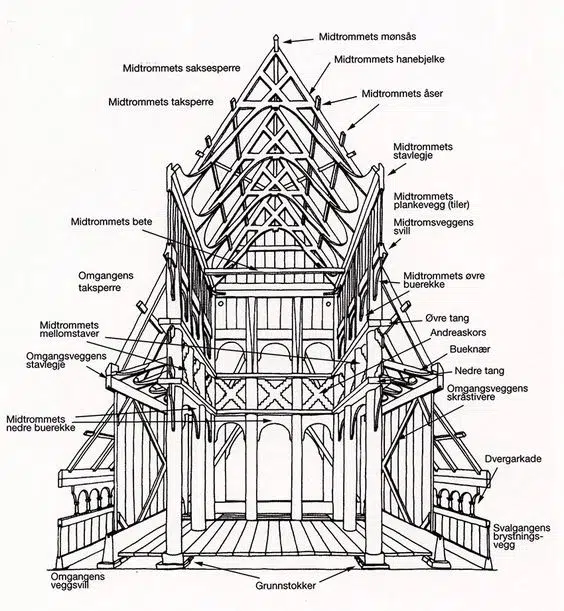 Midtrommets mønsås
Midtrommets hanebjelke
Midtrommets saksesperre
Midtrommets åser
Midtrommets taksperre
Midtrommets
stavlegje
Midtrommets
plankevegg (tiler)
Midtromsveggens
svill
Midtrommets bete
Omgangens
taksperre
Midtrommets øvre
buerekke
Øvre tang
Midtrommets
mellomstaver
Andreaskors
Bueknær
Omgangsveggens
stavlegje
Nedre tang
Omgangsveggens
skråstivere
Midtrommets
nedre buerekke
Dvergarkade
Svalgangens
brystnings-
vegg
Omgangens
veggsvill
Grunnstokker